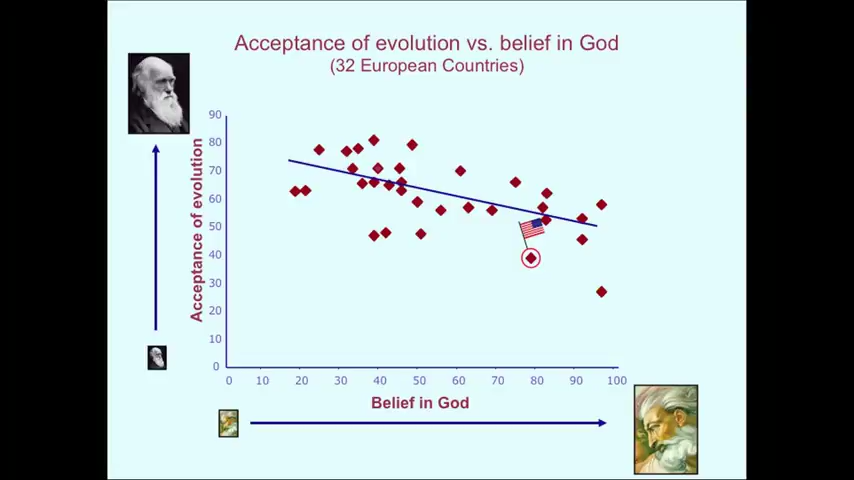 Acceptance of evolution vs. belief in God
(32 European Countries)
Acceptance of evolution
90
80
70
60
50
40
30
20
10
0
0 10 20 30 40 50 60 70 80 90 100
Belief in God